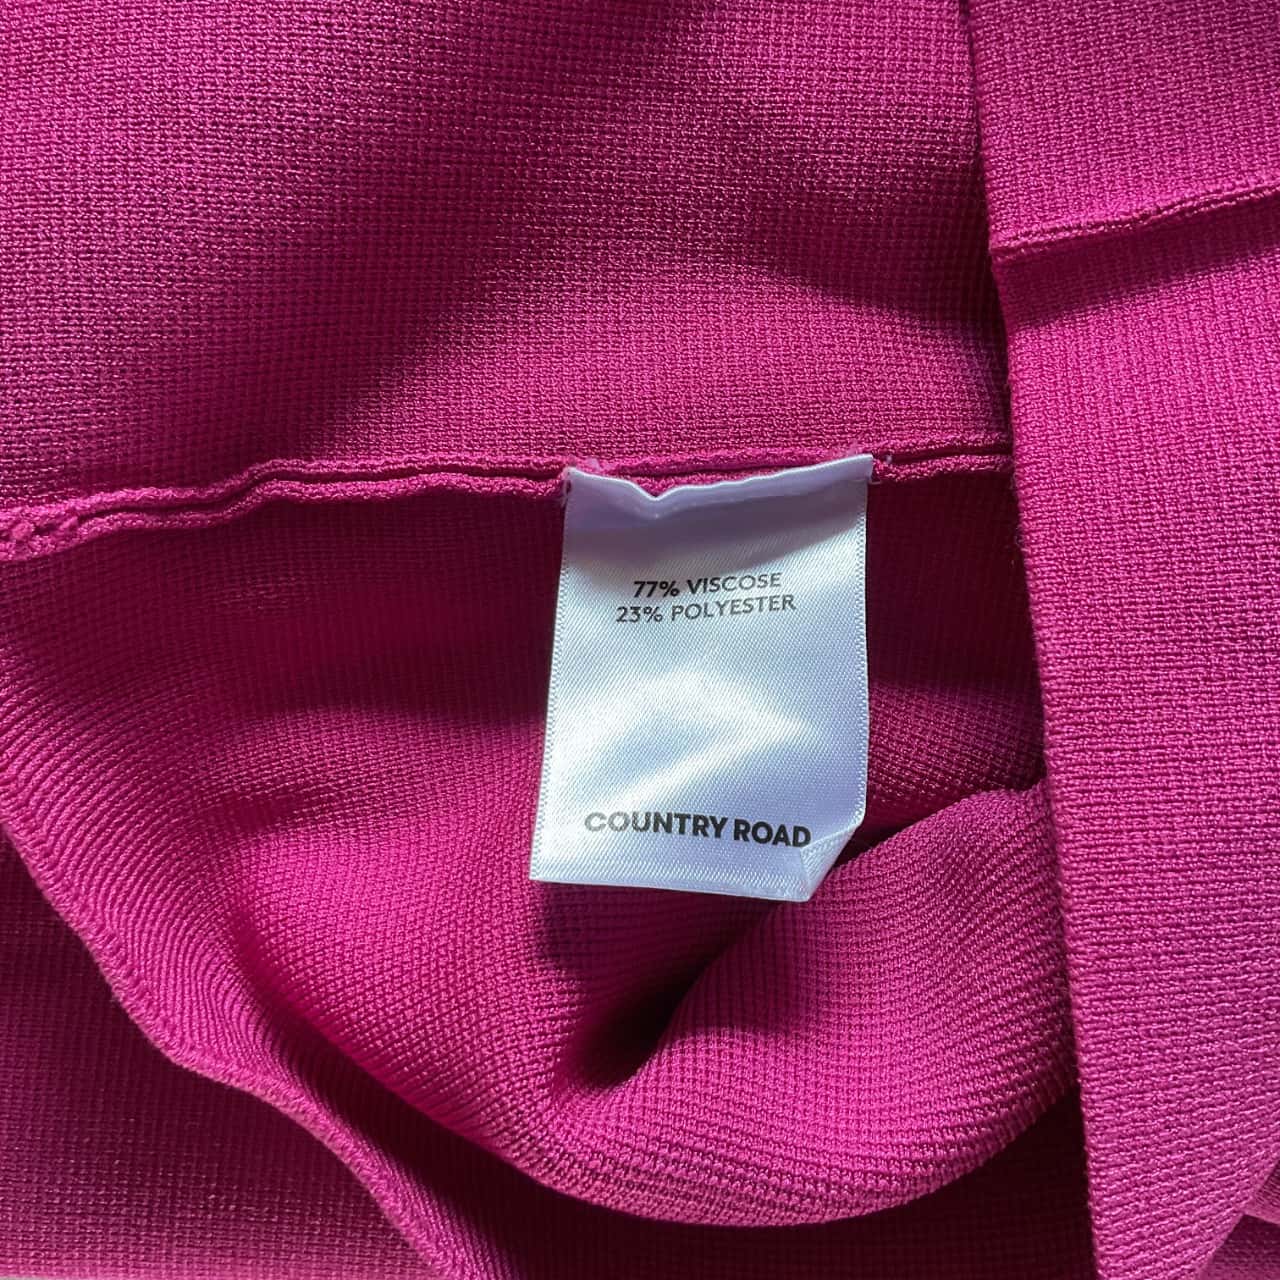 77% VISCOSE
23% POLYESTER
COUNTRY ROAD